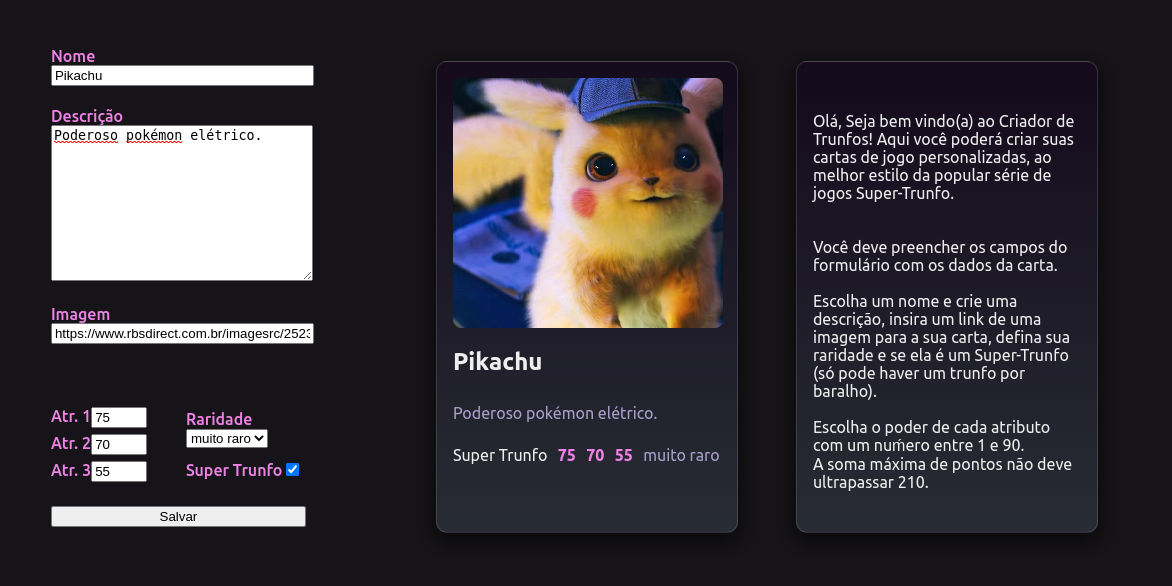 Nome
Pikachu
Descrição
Poderoso pokémon elétrico.
Imagem
https://www.rbsdirect.com.br/imagesrc/2523
Atr. 1 75
Atr. 2 70
Atr. 3 55
Raridade
muito raro
Super Trunfo
Salvar
Pikachu
Poderoso pokémon elétrico.
Super Trunfo 75 70 55 muito raro
Olá, Seja bem vindo(a) ao Criador de
Trunfos! Aqui você poderá criar suas
cartas de jogo personalizadas, ao
melhor estilo da popular série de
jogos Super-Trunfo.
Você deve preencher os campos do
formulário com os dados da carta.
Escolha um nome e crie uma
descrição, insira um link de uma
imagem para a sua carta, defina sua
raridade e se ela é um Super-Trunfo
(só pode haver um trunfo por
baralho).
Escolha o poder de cada atributo
com um nuḿero entre 1 e 90.
A soma máxima de pontos não deve
ultrapassar 210.